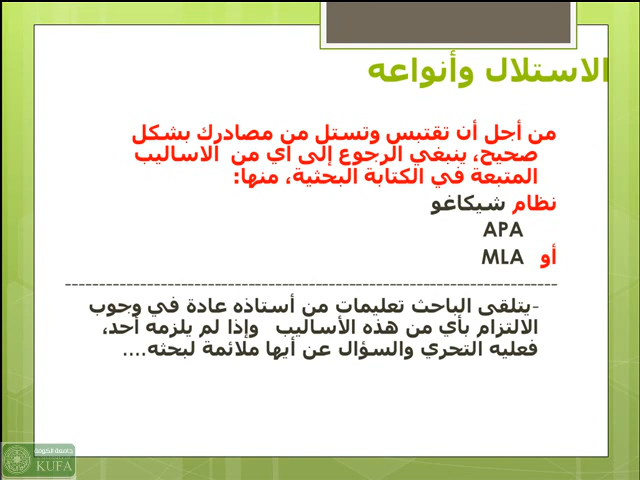 الاستلال وأنواعه
من أجل أن تقتبس وتستل من مصادرك بشكل
صحيح، ينبغي الرجوع إلى أي من الاساليب
المتبعة في الكتابة البحثية، منها:
نظام شيكاغو
APA
أو MLA
------------------------------------------------------------------------
-يتلقى الباحث تعليمات من أستاذه عادة في وجوب
الالتزام بأي من هذه الأساليب وإذا لم يلزمه أحد،
فعليه التحري والسؤال عن أيها ملائمة لبحثه....
جامعة الكوفة
KUFA